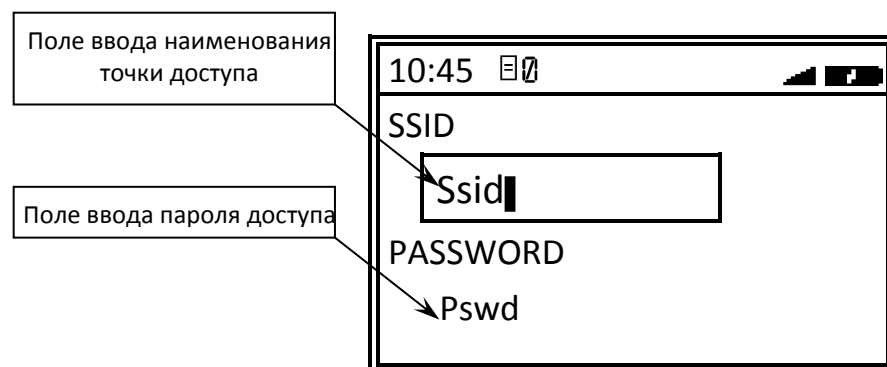 Поле ввода наименования
точки доступа
10:45
SSID
Ssid
Поле ввода пароля доступа
PASSWORD
Pswd